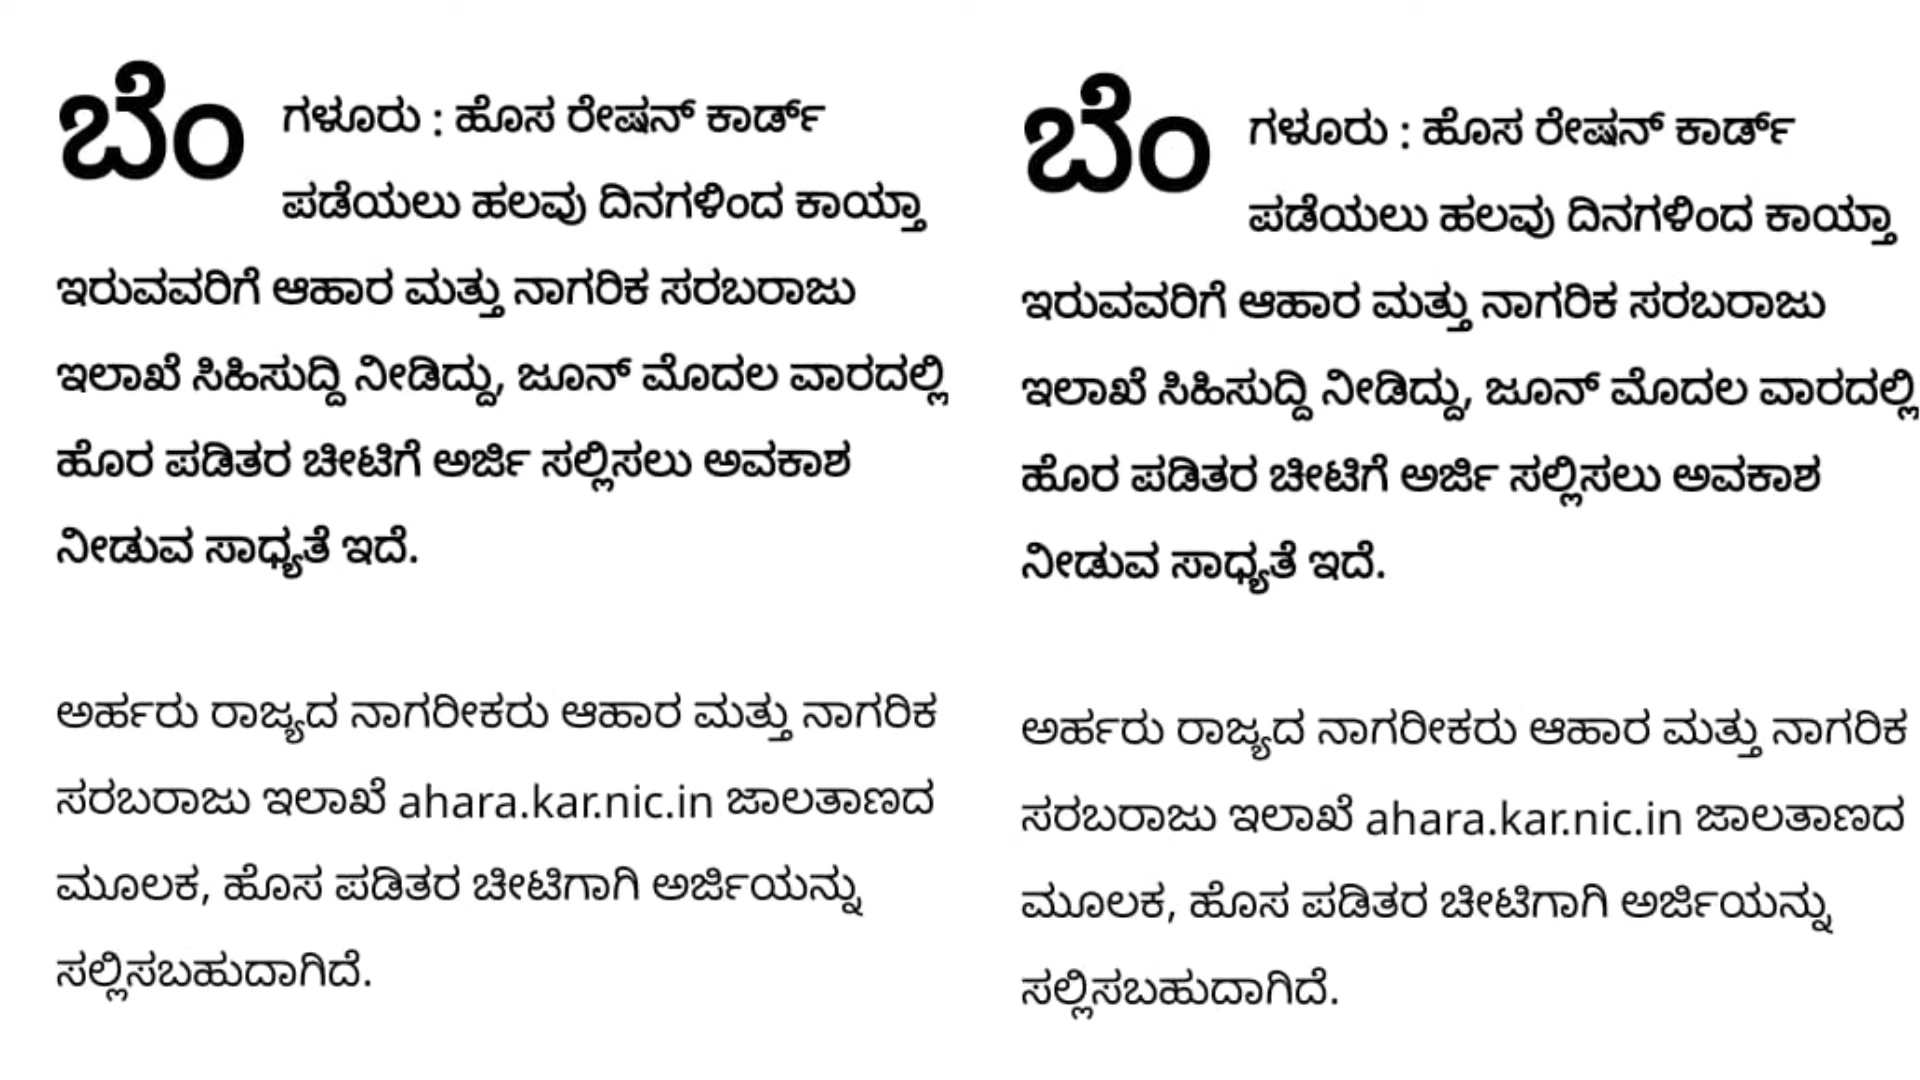 ಬೆಂಗಳೂರು : ಹೊಸ ರೇಷನ್ ಕಾರ್ಡ್
ಪಡೆಯಲು ಹಲವು ದಿನಗಳಿಂದ ಕಾಯ್ತಾ
ಇರುವವರಿಗೆ ಆಹಾರ ಮತ್ತು ನಾಗರಿಕ ಸರಬರಾಜು
ಇಲಾಖೆ ಸಿಹಿಸುದ್ದಿ ನೀಡಿದ್ದು, ಜೂನ್ ಮೊದಲ ವಾರದಲ್ಲಿ
ಹೊರ ಪಡಿತರ ಚೀಟಿಗೆ ಅರ್ಜಿ ಸಲ್ಲಿಸಲು ಅವಕಾಶ
ನೀಡುವ ಸಾಧ್ಯತೆ ಇದೆ.
ಅರ್ಹರು ರಾಜ್ಯದ ನಾಗರೀಕರು ಆಹಾರ ಮತ್ತು ನಾಗರಿಕ
ಸರಬರಾಜು ಇಲಾಖೆ ahara.kar.nic.in ಜಾಲತಾಣದ
ಮೂಲಕ, ಹೊಸ ಪಡಿತರ ಚೀಟಿಗಾಗಿ ಅರ್ಜಿಯನ್ನು
ಸಲ್ಲಿಸಬಹುದಾಗಿದೆ.
ಬೆಂಗಳೂರು : ಹೊಸ ರೇಷನ್ ಕಾರ್ಡ್
ಪಡೆಯಲು ಹಲವು ದಿನಗಳಿಂದ ಕಾಯ್ತಾ
ಇರುವವರಿಗೆ ಆಹಾರ ಮತ್ತು ನಾಗರಿಕ ಸರಬರಾಜು
ಇಲಾಖೆ ಸಿಹಿಸುದ್ದಿ ನೀಡಿದ್ದು, ಜೂನ್ ಮೊದಲ ವಾರದಲ್ಲಿ
ಹೊರ ಪಡಿತರ ಚೀಟಿಗೆ ಅರ್ಜಿ ಸಲ್ಲಿಸಲು ಅವಕಾಶ
ನೀಡುವ ಸಾಧ್ಯತೆ ಇದೆ.
ಅರ್ಹರು ರಾಜ್ಯದ ನಾಗರೀಕರು ಆಹಾರ ಮತ್ತು ನಾಗರಿಕ
ಸರಬರಾಜು ಇಲಾಖೆ ahara.kar.nic.in ಜಾಲತಾಣದ
ಮೂಲಕ, ಹೊಸ ಪಡಿತರ ಚೀಟಿಗಾಗಿ ಅರ್ಜಿಯನ್ನು
ಸಲ್ಲಿಸಬಹುದಾಗಿದೆ.